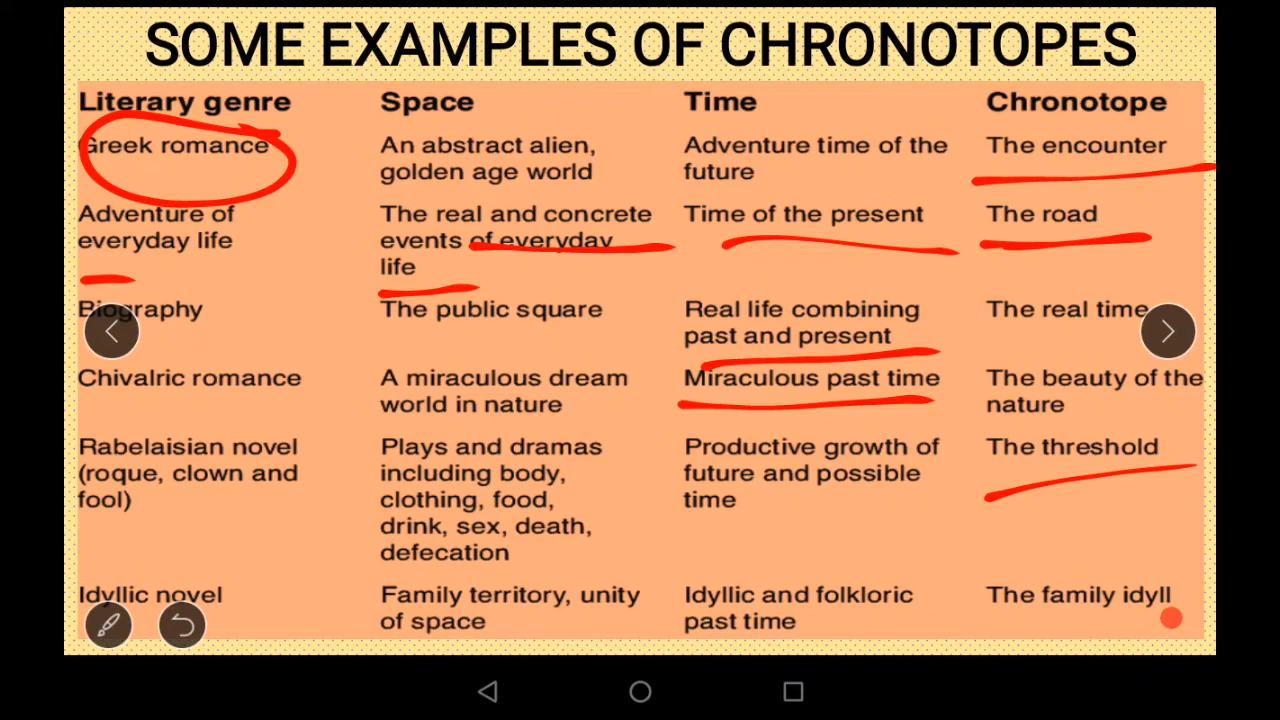 SOME EXAMPLES OF CHRONOTOPES
Literary genre Space Time Chronotope
Greek romance An abstract alien, Adventure time of the The encounter
golden age world future
Adventure of The real and concrete Time of the present The road
everyday life events of everyday
life
Biography The public square Real life combining The real time
past and present
Chivalric romance A miraculous dream Miraculous past time The beauty of the
world in nature nature
Rabelaisian novel Plays and dramas Productive growth of The threshold
(roque, clown and including body, future and possible
fool) clothing, food, time
drink, sex, death,
defecation
Idyllic novel Family territory, unity Idyllic and folkloric The family idyll
of space past time